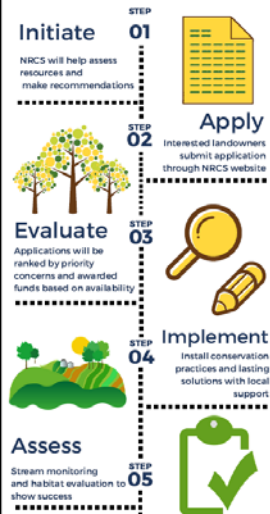 STEP
01
Initiate
NRCS will help assess
resources and
make recommendations
STEP
02
Apply
Interested landowners
submit application
through NRCS website
STEP
03
Evaluate
Applications will be
ranked by priority
concerns and awarded
funds based on availability
STEP
04
Implement
Install conservation
practices and lasting
solutions with local
support
STEP
05
Assess
Stream monitoring
and habitat evaluation to
show success